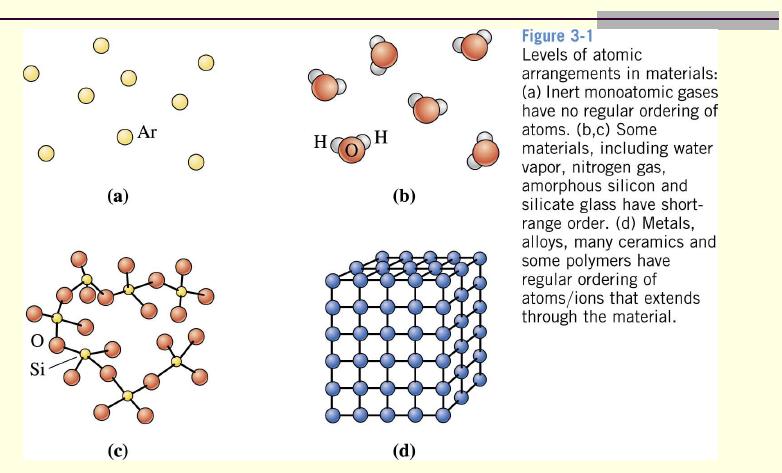 Ar
(a)
H
O
H
(b)
O
Si
(c)
(d)
Figure 3-1
Levels of atomic
arrangements in materials:
(a) Inert monoatomic gases
have no regular ordering of
atoms. (b,c) Some
materials, including water
vapor, nitrogen gas,
amorphous silicon and
silicate glass have short-
range order. (d) Metals,
alloys, many ceramics and
some polymers have
regular ordering of
atoms/ions that extends
through the material.